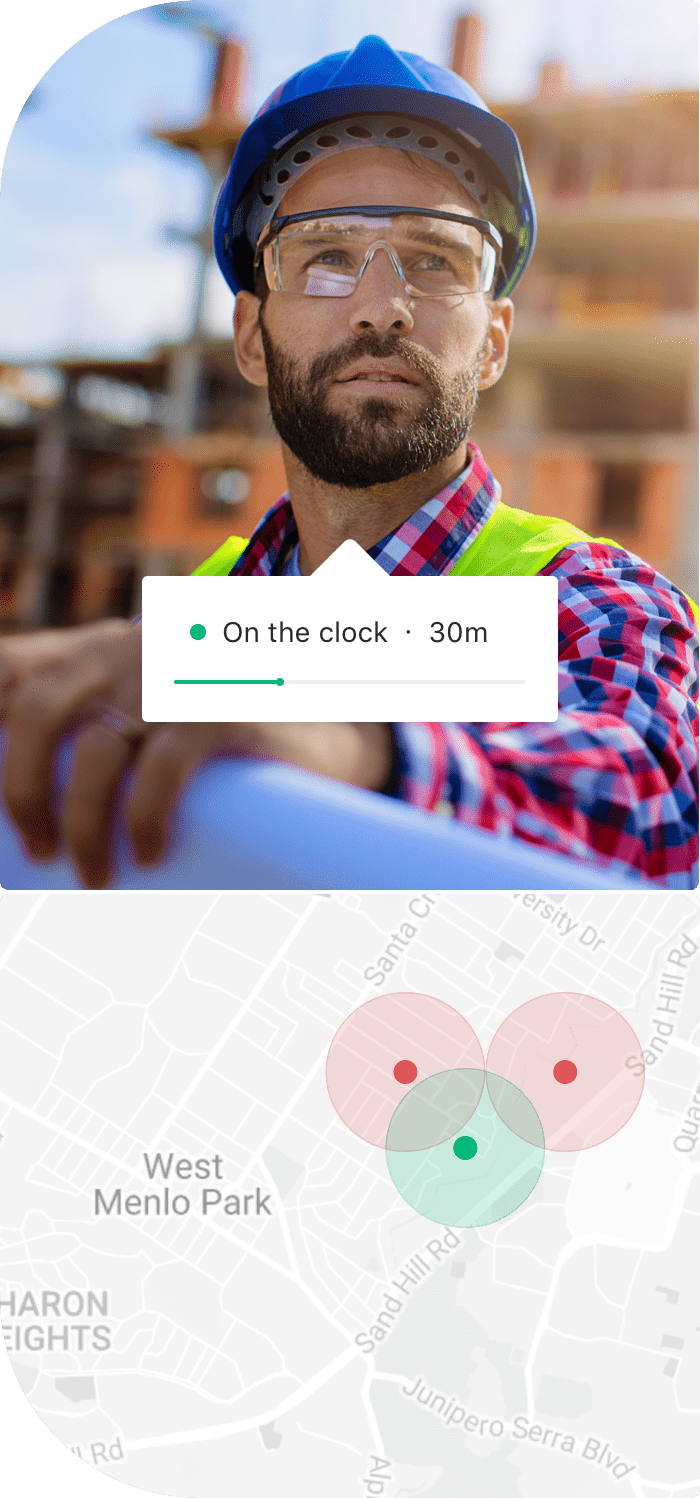 On the clock · 30m
Santa Cr
ersity Dr
Sand Hill Rd
Quarr
West
Menlo Park
HARON
EIGHTS
Sand Hill Rd
Junipero Serra Blvd
ll Rd
Alp